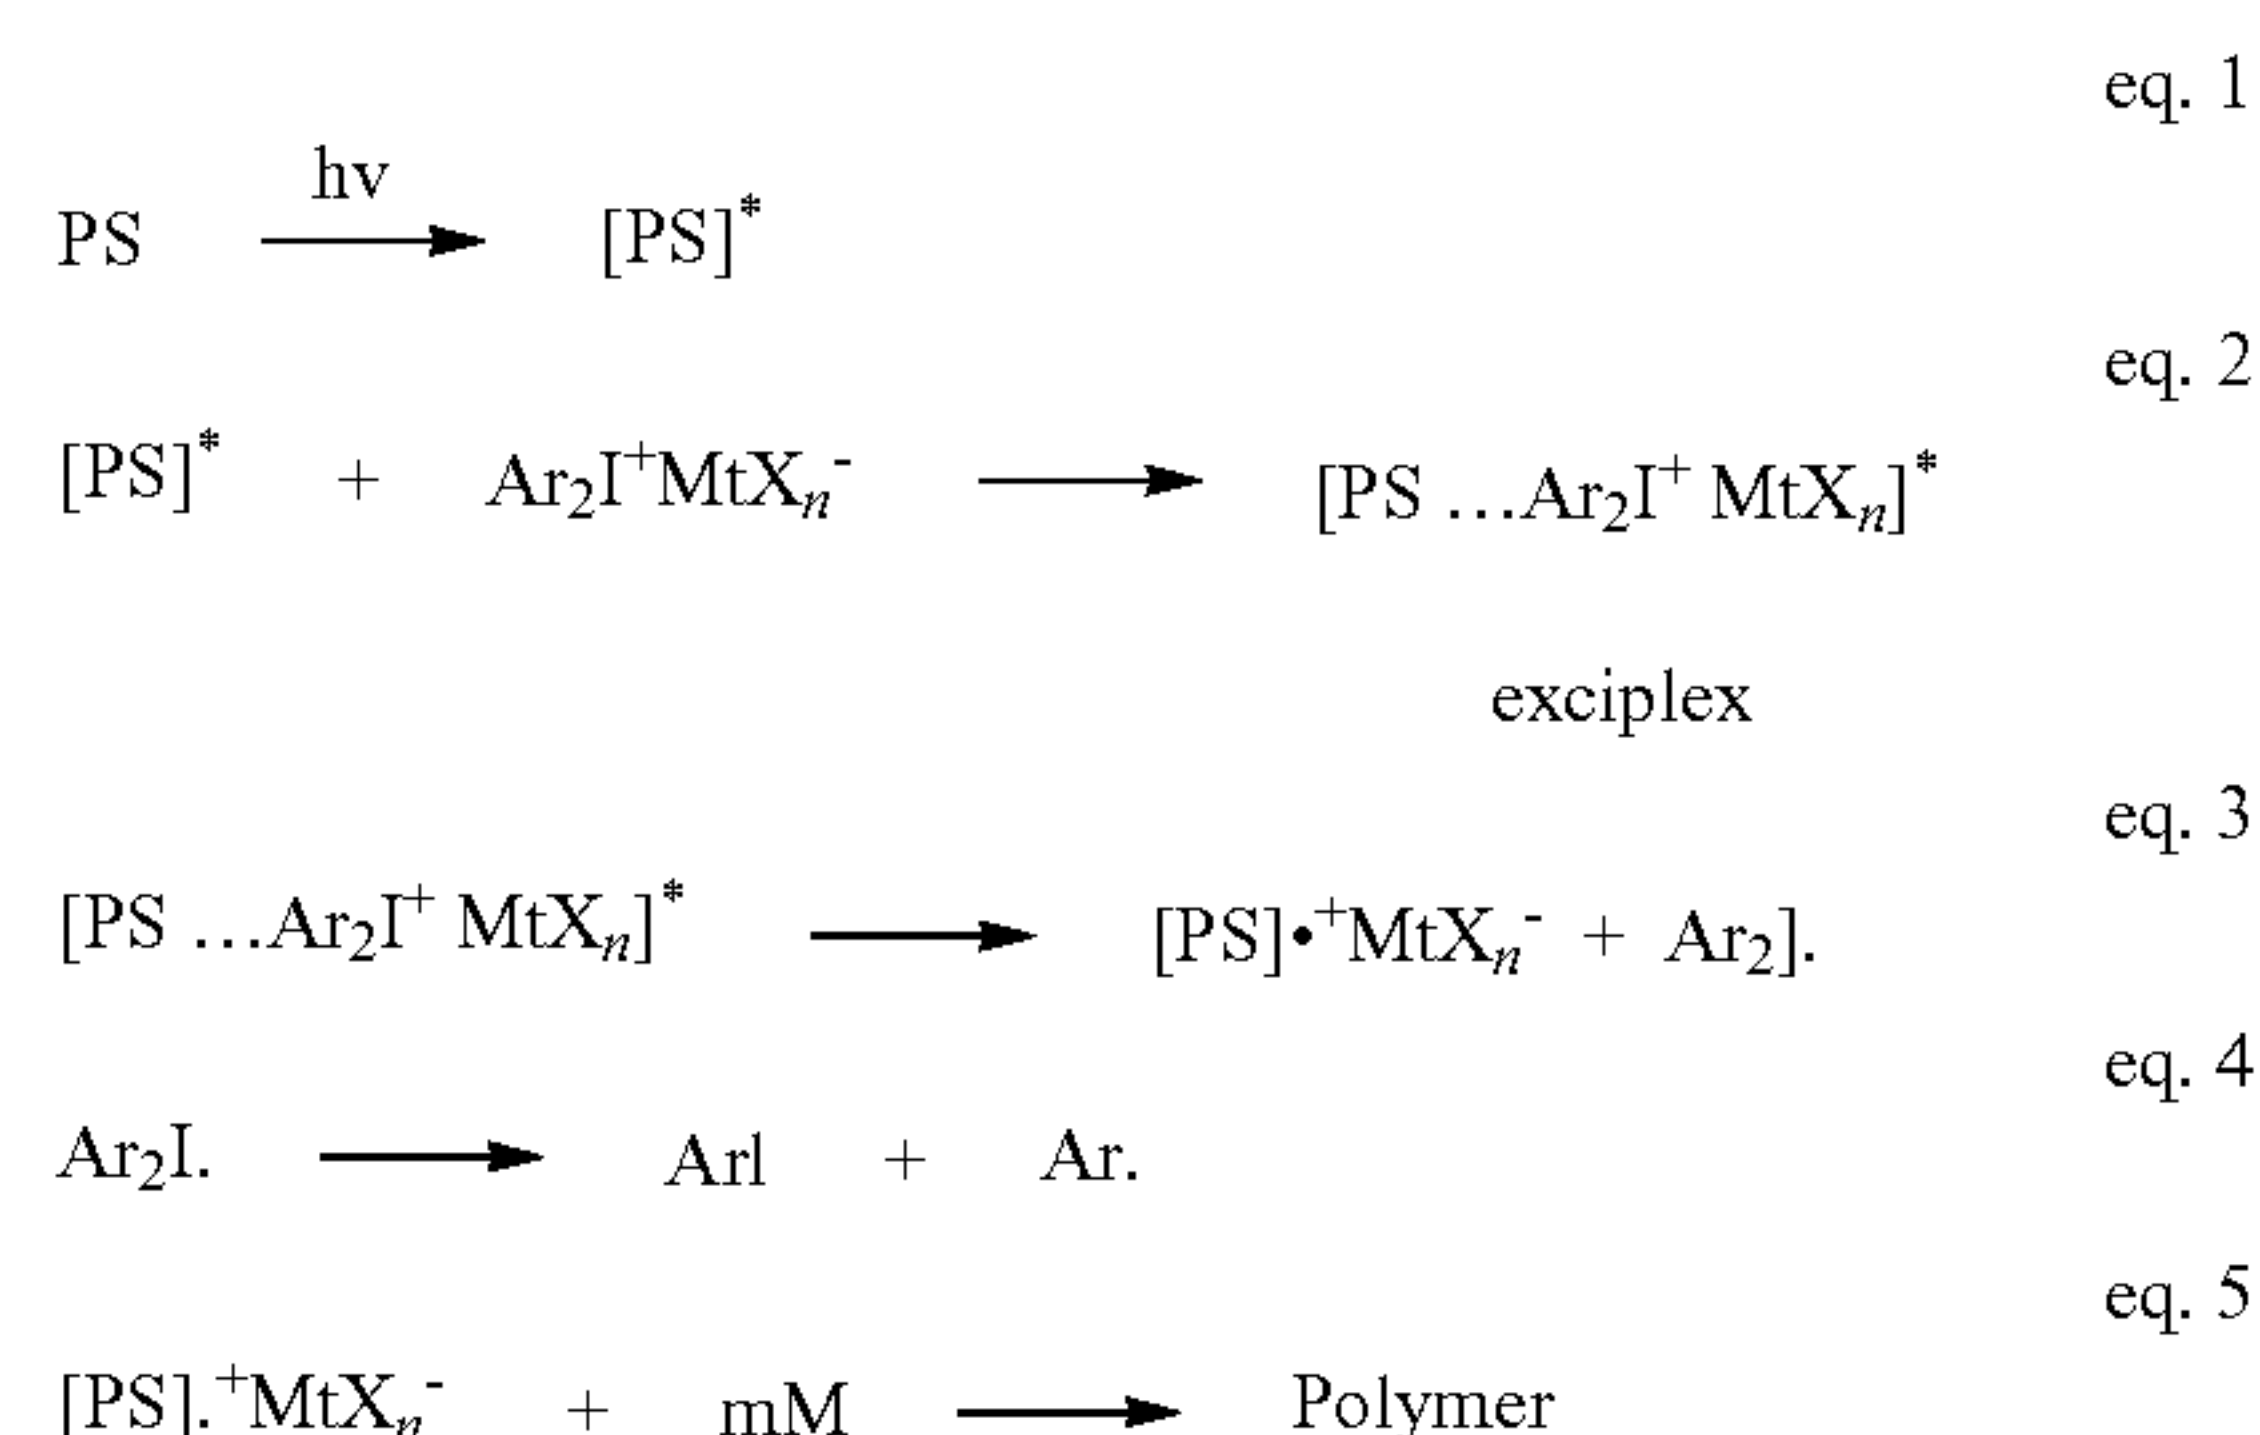 eq. 1
PS hv [PS]*
eq. 2
[PS]* + Ar₂I⁺MtXₙ⁻ [PS ...Ar₂I⁺ MtXₙ]*
exciplex
eq. 3
[PS ...Ar₂I⁺ MtXₙ]* [PS]•⁺MtXₙ⁻ + Ar₂].
eq. 4
Ar₂I. Arl + Ar.
eq. 5
[PS].⁺MtXₙ⁻ + mM Polymer